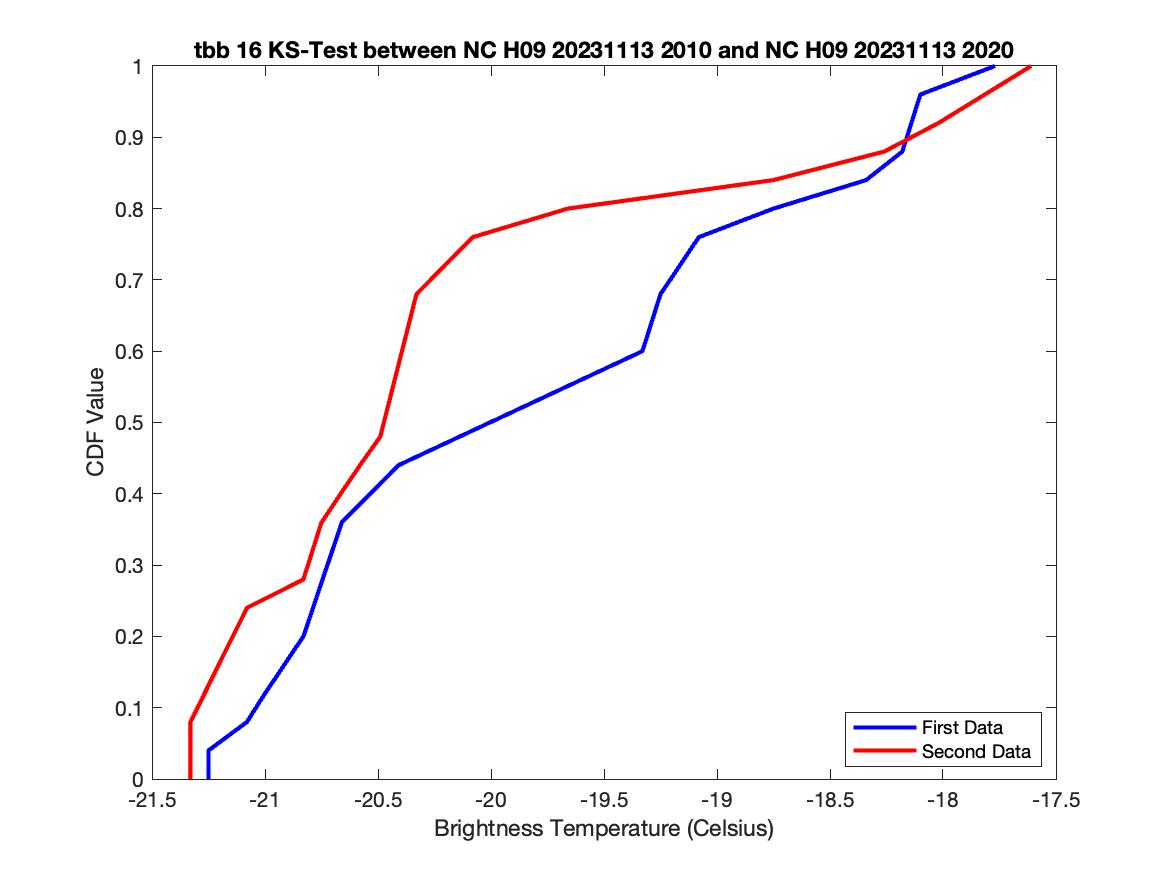 tbb 16 KS-Test between NC H09 20231113 2010 and NC H09 20231113 2020
1
0.9
0.8
0.7
0.6
0.5
0.4
0.3
0.2
0.1
0
CDF Value
-21.5 -21 -20.5 -20 -19.5 -19 -18.5 -18 -17.5
Brightness Temperature (Celsius)
First Data
Second Data